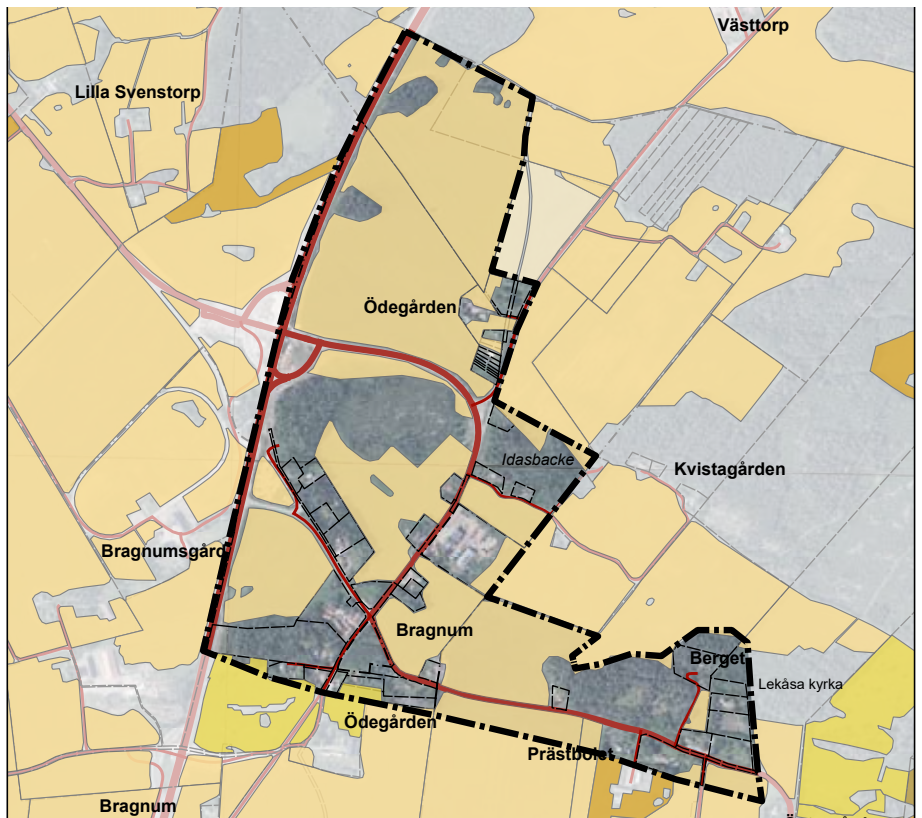 Västtorp
Lilla Svenstorp
Ödegården
Idasbacke
Kvistagården
Bragnumsgård
Bragnum
Berget
Lekåsa kyrka
Ödegården
Prästbolet
Bragnum